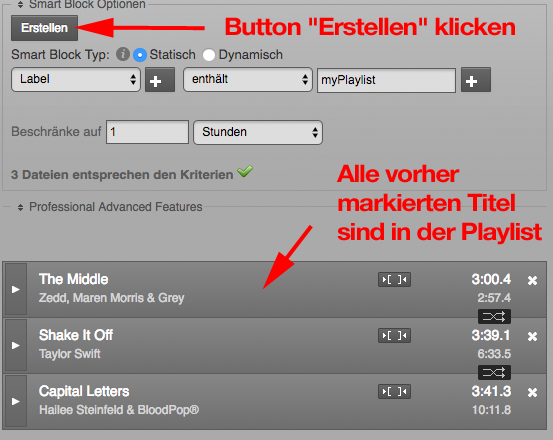 Smart Block Optionen
Erstellen
Button "Erstellen" klicken
Smart Block Typ: Statisch Dynamisch
Label enthält myPlaylist
Beschränke auf 1 Stunden
3 Dateien entsprechen den Kriterien
Alle vorher
markierten Titel
sind in der Playlist
Professional Advanced Features
The Middle 3:00.4
Zedd, Maren Morris & Grey 2:57.4
Shake It Off 3:39.1
Taylor Swift 6:33.5
Capital Letters 3:41.3
Hailee Steinfeld & BloodPop® 10:11.8